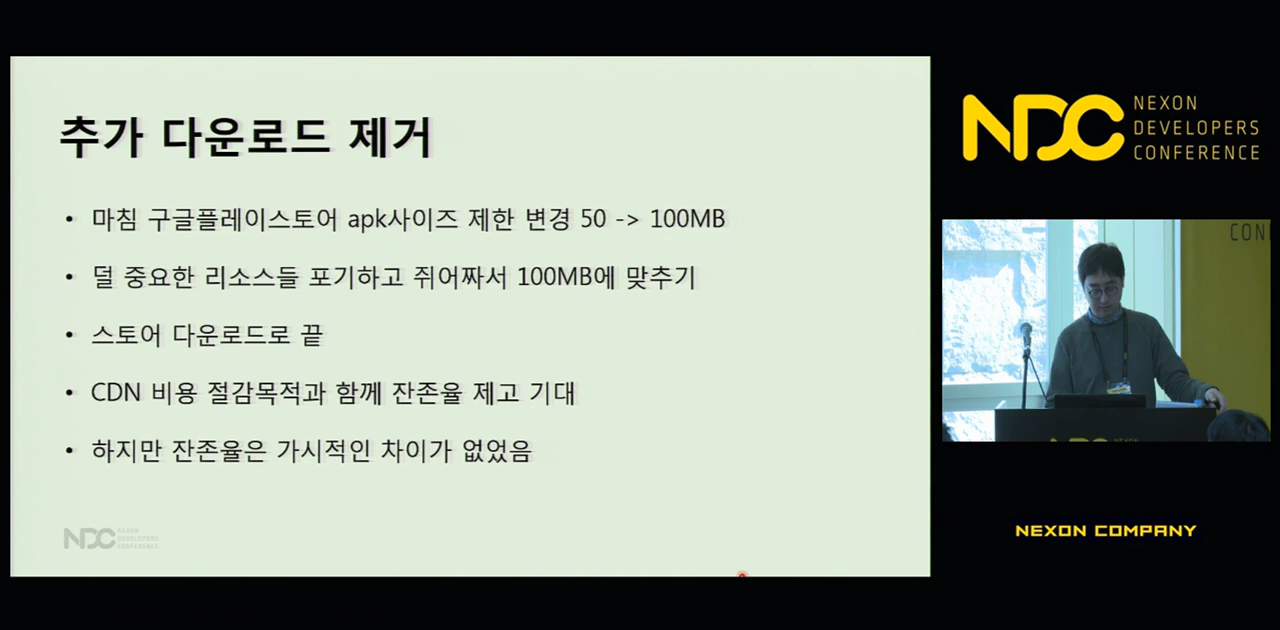 추가 다운로드 제거
• 마침 구글플레이스토어 apk사이즈 제한 변경 50 -> 100MB
• 덜 중요한 리소스들 포기하고 쥐어짜서 100MB에 맞추기
• 스토어 다운로드로 끝
• CDN 비용 절감목적과 함께 잔존율 제고 기대
• 하지만 잔존율은 가시적인 차이가 없었음
NDC NEXON
DEVELOPERS
CONFERENCE
NDC NEXON
DEVELOPERS
CONFERENCE
CON
NEXON COMPANY